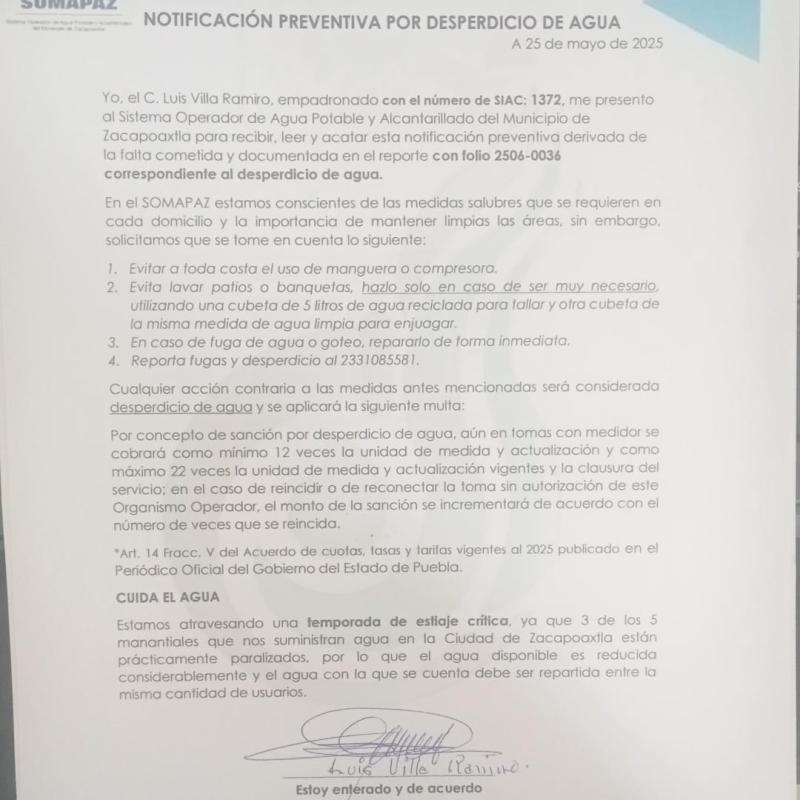 SOMAPAZ
NOTIFICACIÓN PREVENTIVA POR DESPERDICIO DE AGUA
A 25 de mayo de 2025
Yo, el C. Luis Villa Ramiro, empadronado con el número de SIAC: 1372, me presento
al Sistema Operador de Agua Potable y Alcantarillado del Municipio de
Zacapoaxtla para recibir, leer y acatar esta notificación preventiva derivada de
la falta cometida y documentada en el reporte con folio 2506-0036
correspondiente al desperdicio de agua.
En el SOMAPAZ estamos conscientes de las medidas salubres que se requieren en
cada domicilio y la importancia de mantener limpias las áreas, sin embargo,
solicitamos que se tome en cuenta lo siguiente:
1. Evitar a toda costa el uso de manguera o compresora.
2. Evita lavar patios o banquetas, hazlo solo en caso de ser muy necesario,
utilizando una cubeta de 5 litros de agua reciclada para tallar y otra cubeta de
la misma medida de agua limpia para enjuagar.
3. En caso de fuga de agua o goteo, repararlo de forma inmediata.
4. Reporta fugas y desperdicio al 2331085581.
Cualquier acción contraria a las medidas antes mencionadas será considerada
desperdicio de agua y se aplicará la siguiente multa:
Por concepto de sanción por desperdicio de agua, aún en tomas con medidor se
cobrará como mínimo 12 veces la unidad de medida y actualización y como
máximo 22 veces la unidad de medida y actualización vigentes y la clausura del
servicio; en el caso de reincidir o de reconectar la toma sin autorización de este
Organismo Operador, el monto de la sanción se incrementará de acuerdo con el
número de veces que se reincida.
*Art. 14 Fracc. V del Acuerdo de cuotas, tasas y tarifas vigentes al 2025 publicado en el
Periódico Oficial del Gobierno del Estado de Puebla.
CUIDA EL AGUA
Estamos atravesando una temporada de estiaje crítica, ya que 3 de los 5
manantiales que nos suministran agua en la Ciudad de Zacapoaxtla están
prácticamente paralizados, por lo que el agua disponible es reducida
considerablemente y el agua con la que se cuenta debe ser repartida entre la
misma cantidad de usuarios.
Luis Villa Ramiro.
Estoy enterado y de acuerdo